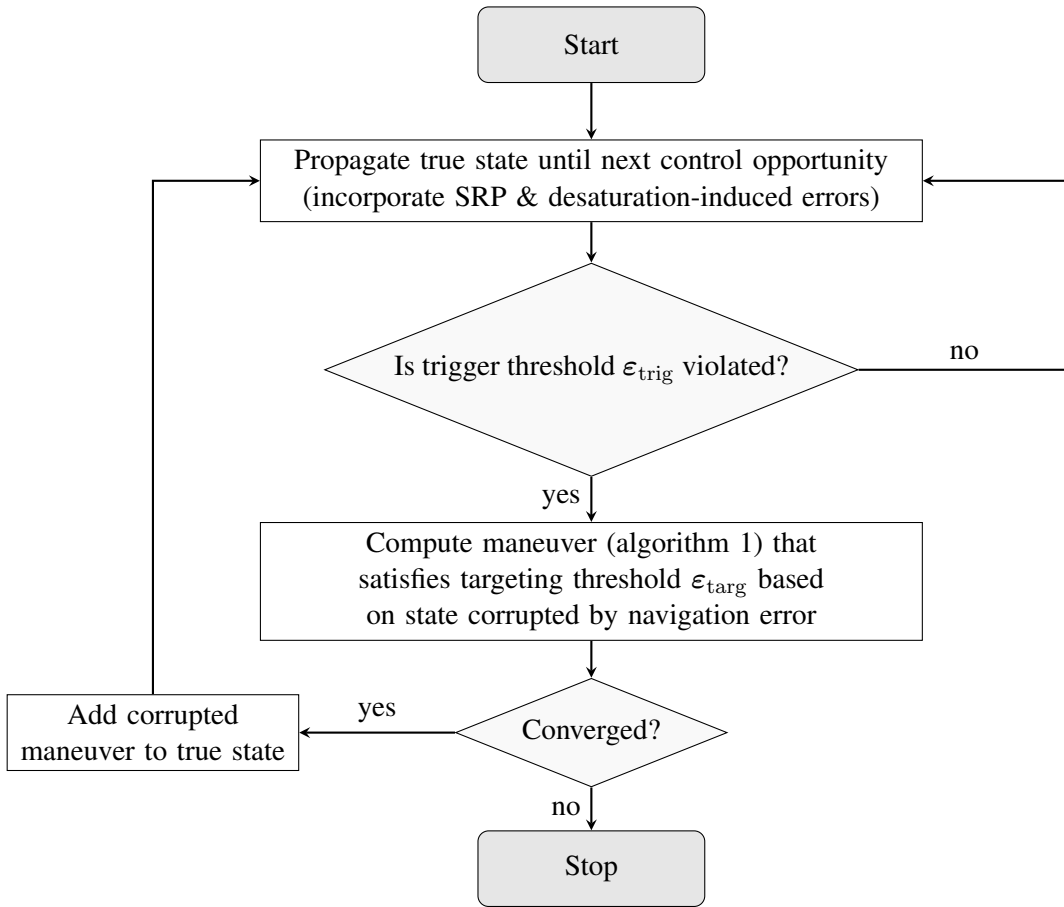 Start
Propagate true state until next control opportunity
(incorporate SRP & desaturation-induced errors)
Is trigger threshold ε_trig violated?
no
yes
Compute maneuver (algorithm 1) that
satisfies targeting threshold ε_targ based
on state corrupted by navigation error
Add corrupted
maneuver to true state
yes
Converged?
no
Stop